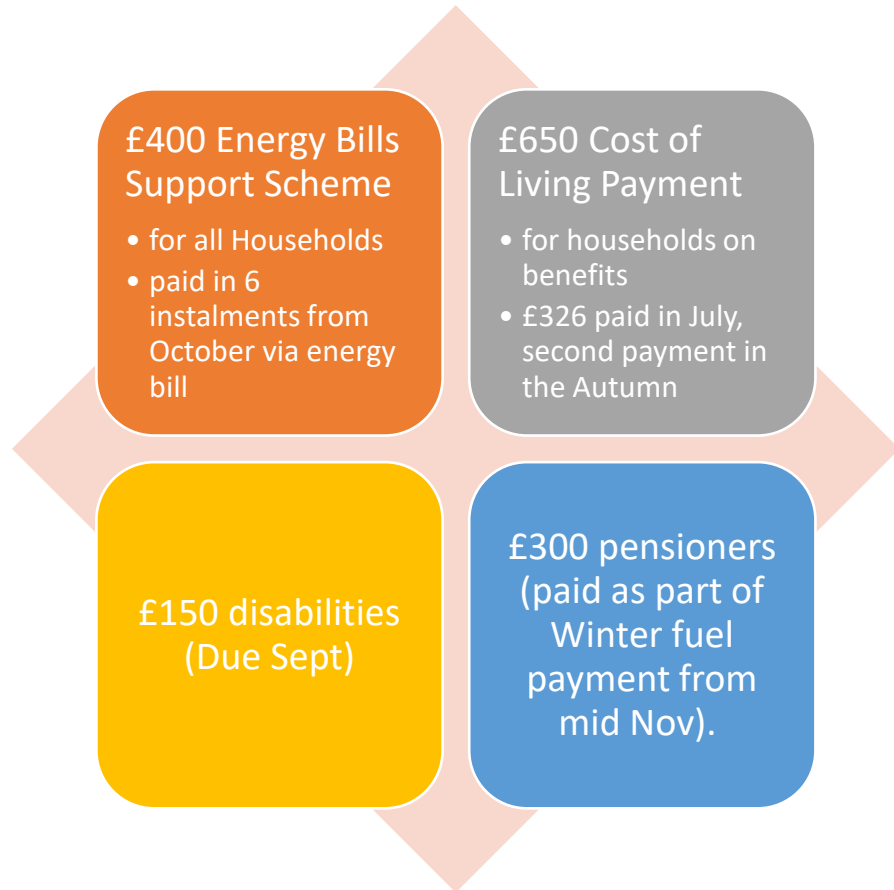 £400 Energy Bills
Support Scheme
• for all Households
• paid in 6
instalments from
October via energy
bill
£650 Cost of
Living Payment
• for households on
benefits
• £326 paid in July,
second payment in
the Autumn
£150 disabilities
(Due Sept)
£300 pensioners
(paid as part of
Winter fuel
payment from
mid Nov).